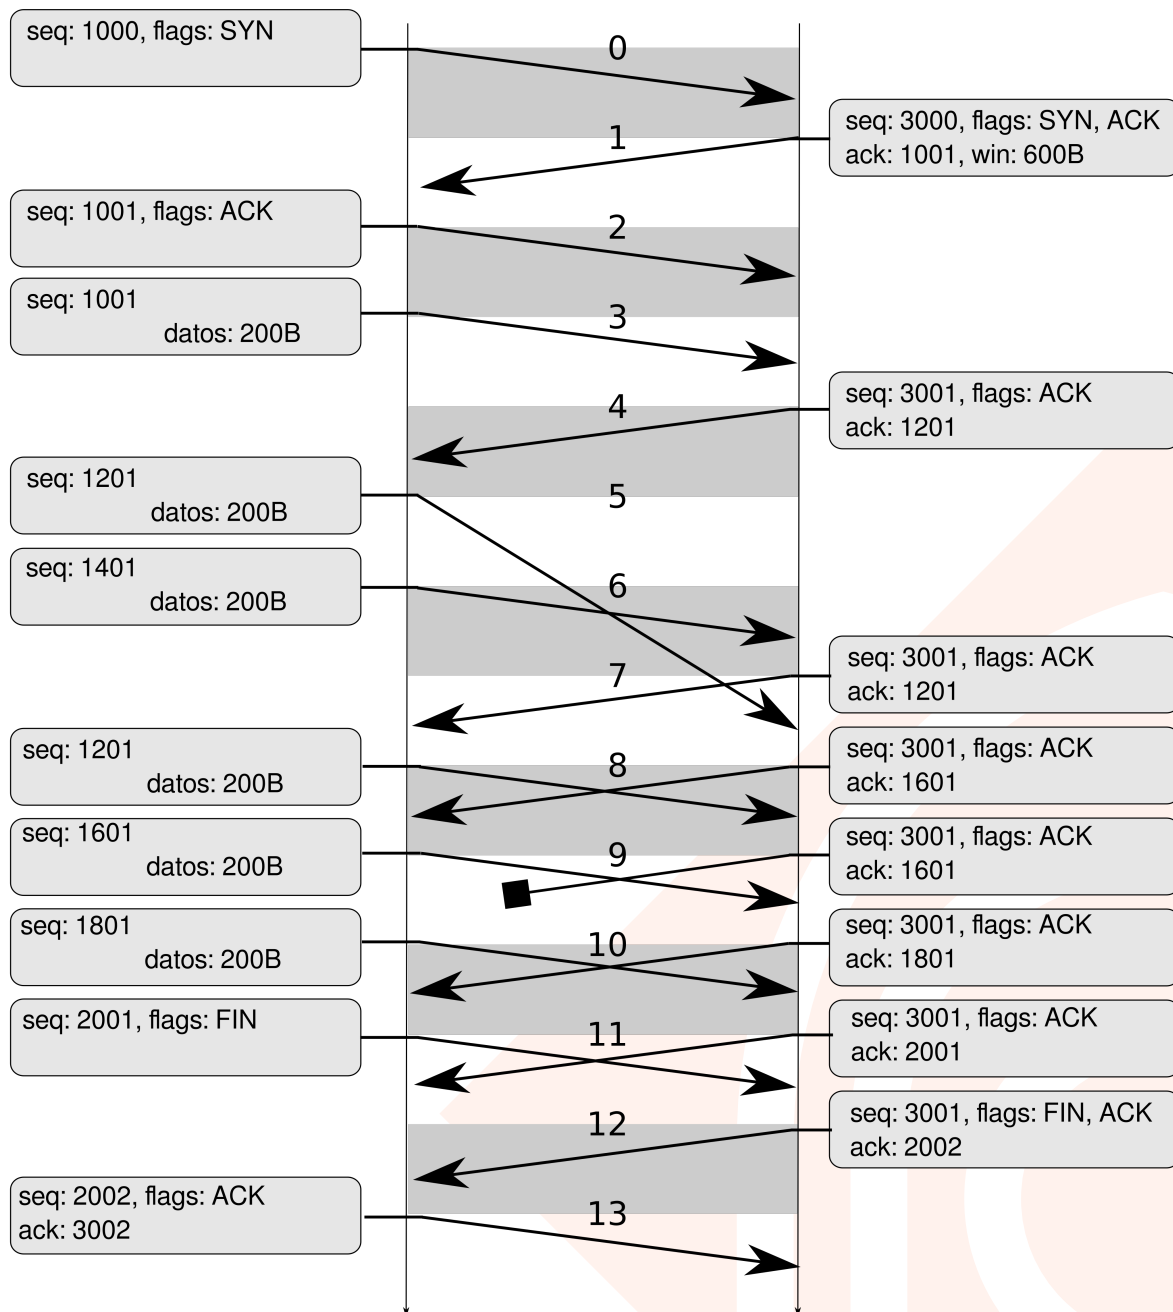 seq: 1000, flags: SYN
0
seq: 3000, flags: SYN, ACK
ack: 1001, win: 600B
1
seq: 1001, flags: ACK
2
seq: 1001
datos: 200B
3
seq: 3001, flags: ACK
ack: 1201
4
seq: 1201
datos: 200B
5
seq: 1401
datos: 200B
6
seq: 3001, flags: ACK
ack: 1201
7
seq: 1201
datos: 200B
8
seq: 3001, flags: ACK
ack: 1601
seq: 1601
datos: 200B
9
seq: 3001, flags: ACK
ack: 1601
seq: 1801
datos: 200B
10
seq: 3001, flags: ACK
ack: 1801
seq: 2001, flags: FIN
11
seq: 3001, flags: ACK
ack: 2001
12
seq: 3001, flags: FIN, ACK
ack: 2002
seq: 2002, flags: ACK
ack: 3002
13